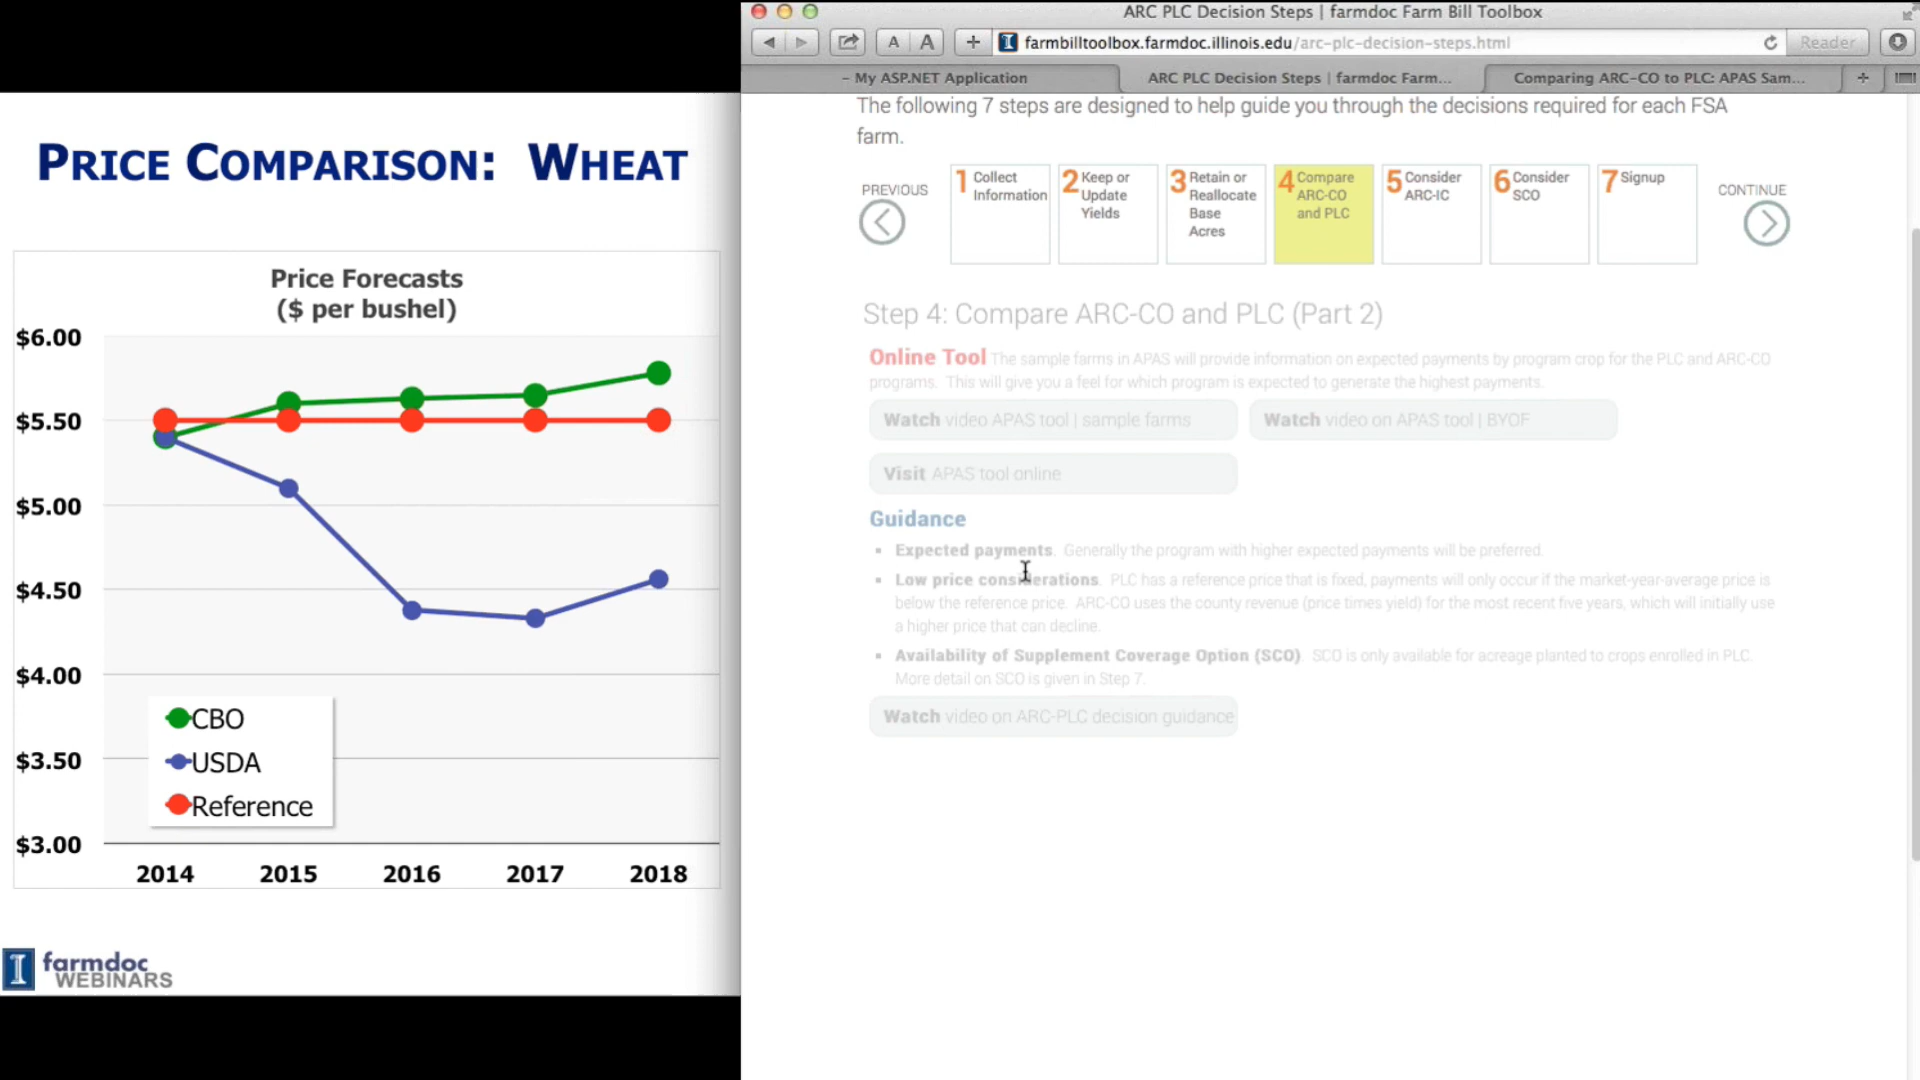 PRICE COMPARISON: WHEAT
Price Forecasts
($ per bushel)
$6.00
$5.50
$5.00
$4.50
$4.00
$3.50
$3.00
CBO
USDA
Reference
2014 2015 2016 2017 2018
I farmdoc
WEBINARS
ARC PLC Decision Steps | farmdoc Farm Bill Toolbox
A A + I farmbilltoolbox.farmdoc.illinois.edu/arc-plc-decision-steps.html Reader
– My ASP.NET Application ARC PLC Decision Steps | farmdoc Farm... Comparing ARC-CO to PLC: APAS Sam... +
The following 7 steps are designed to help guide you through the decisions required for each FSA
farm.
PREVIOUS
1 Collect
Information
2 Keep or
Update
Yields
3 Retain or
Reallocate
Base
Acres
4 Compare
ARC-CO
and PLC
5 Consider
ARC-IC
6 Consider
SCO
7 Signup
CONTINUE
Step 4: Compare ARC-CO and PLC (Part 2)
Online Tool The sample farms in APAS will provide information on expected payments by program crop for the PLC and ARC-CO
programs. This will give you a feel for which program is expected to generate the highest payments.
Watch video APAS tool | sample farms
Watch video on APAS tool | BYOF
Visit APAS tool online
Guidance
Expected payments. Generally the program with higher expected payments will be preferred.
Low price considerations. PLC has a reference price that is fixed, payments will only occur if the market-year-average price is
below the reference price. ARC-CO uses the county revenue (price times yield) for the most recent five years, which will initially use
a higher price that can decline.
Availability of Supplement Coverage Option (SCO). SCO is only available for acreage planted to crops enrolled in PLC.
More detail on SCO is given in Step 7.
Watch video on ARC-PLC decision guidance